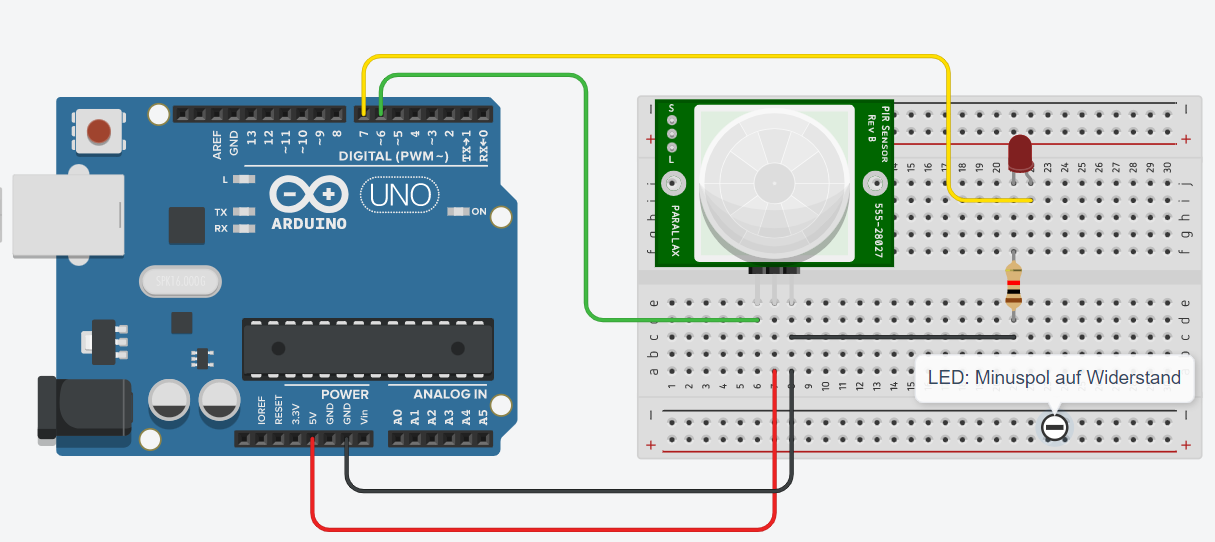 AREF
GND
13
12
~11
~10
~9
8
7
~6
~5
4
~3
2
TX→1
RX←0
DIGITAL (PWM~)
L
TX
RX
ARDUINO
UNO
ON
IOREF
RESET
3.3V
5V
GND
GND
Vin
POWER
A0
A1
A2
A3
A4
A5
ANALOG IN
S
L
PIR SENSOR
REV B
PARALLAX
555-28027
14 15 16 17 18 19 20 23 24 25 26 27 28 29 30
j
i
h
g
f
e
d
c
b
a
1 2 3 4 5 6 7 8 9 10 11 12 13 14 15
LED: Minuspol auf Widerstand